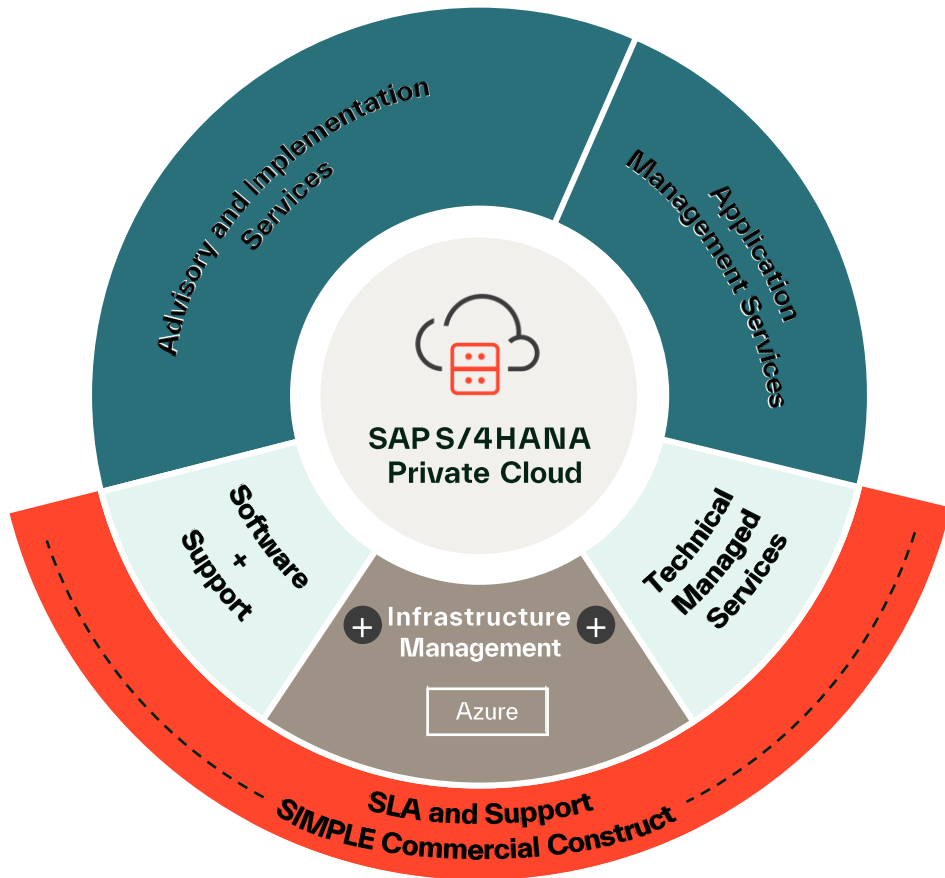 Advisory and Implementation
Services
Application
Management Services
SAP S/4HANA
Private Cloud
Software
+
Support
+
Infrastructure
Management
+
Azure
Technical
Managed
Services
SLA and Support
SIMPLE Commercial Construct